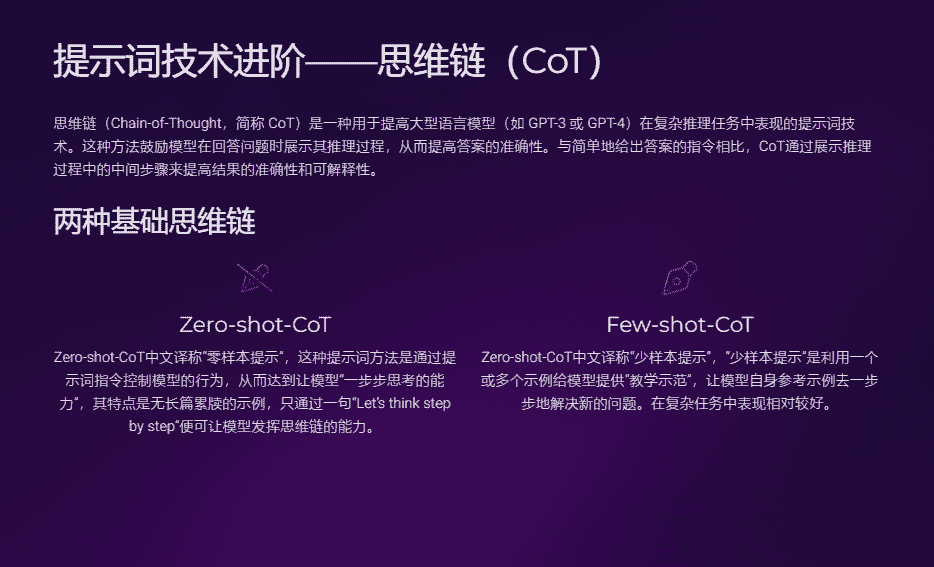 提示词技术进阶——思维链（CoT）
思维链（Chain-of-Thought，简称 CoT）是一种用于提高大型语言模型（如 GPT-3 或 GPT-4）在复杂推理任务中表现的提示词技
术。这种方法鼓励模型在回答问题时展示其推理过程，从而提高答案的准确性。与简单地给出答案的指令相比，CoT通过展示推理
过程中的中间步骤来提高结果的准确性和可解释性。
两种基础思维链
Zero-shot-CoT
Zero-shot-CoT中文译称“零样本提示”，这种提示词方法是通过提
示词指令控制模型的行为，从而达到让模型“一步步思考的能
力”，其特点是无长篇累牍的示例，只通过一句“Let's think step
by step“便可让模型发挥思维链的能力。
Few-shot-CoT
Zero-shot-CoT中文译称“少样本提示”，“少样本提示“是利用一个
或多个示例给模型提供“教学示范”，让模型自身参考示例去一步
步地解决新的问题。在复杂任务中表现相对较好。